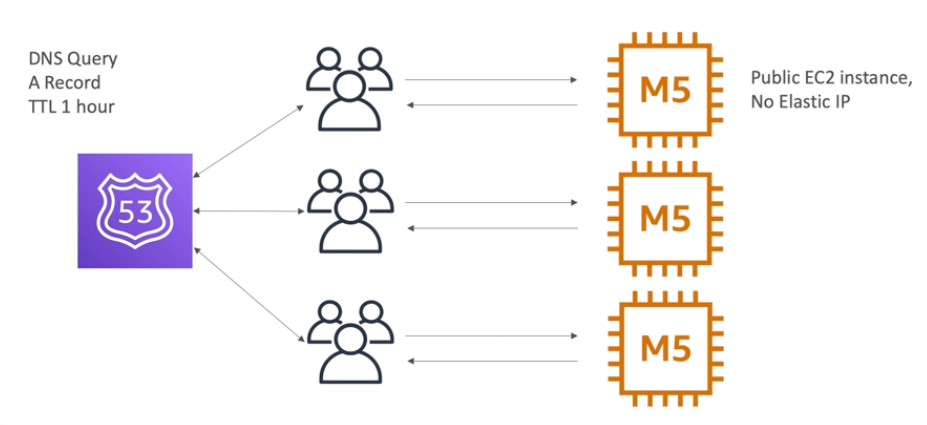 DNS Query
A Record
TTL 1 hour
53
M5
Public EC2 instance,
No Elastic IP
M5
M5